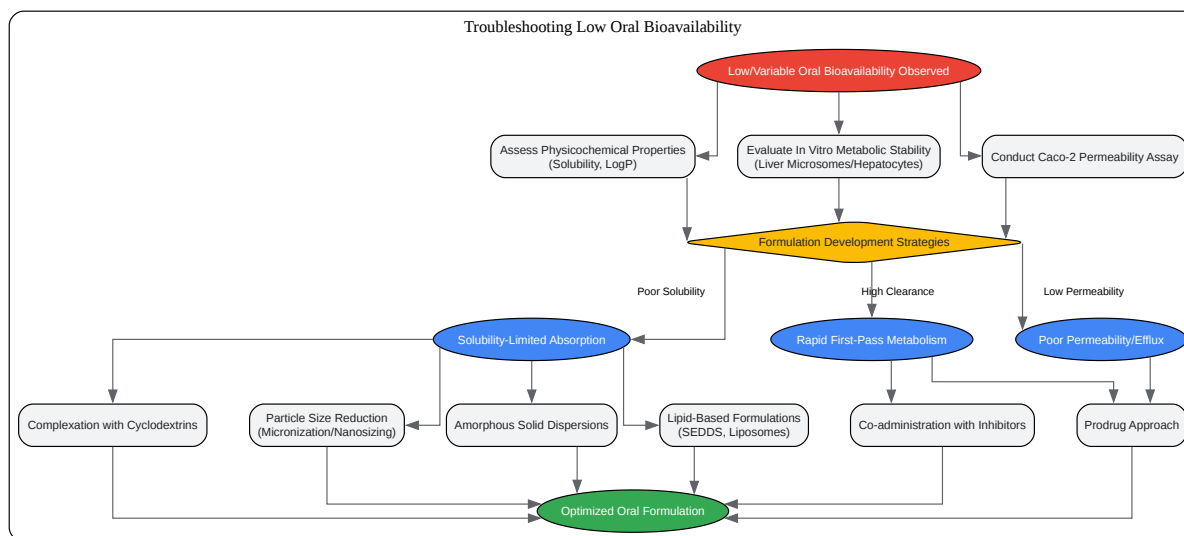 Troubleshooting Low Oral Bioavailability
Low/Variable Oral Bioavailability Observed
Assess Physicochemical Properties
(Solubility, LogP)
Evaluate In Vitro Metabolic Stability
(Liver Microsomes/Hepatocytes)
Conduct Caco-2 Permeability Assay
Formulation Development Strategies
Poor Solubility
High Clearance
Low Permeability
Solubility-Limited Absorption
Rapid First-Pass Metabolism
Poor Permeability/Efflux
Complexation with Cyclodextrins
Particle Size Reduction
(Micronization/Nanosizing)
Amorphous Solid Dispersions
Lipid-Based Formulations
(SEDDS, Liposomes)
Co-administration with Inhibitors
Prodrug Approach
Optimized Oral Formulation